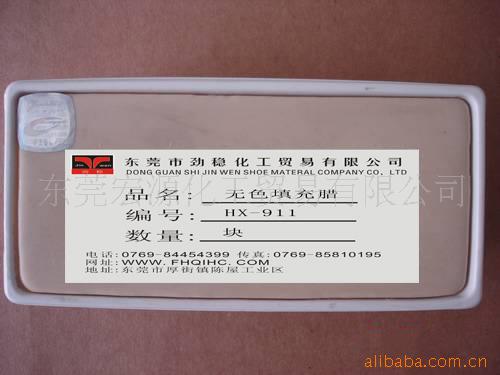 东莞市劲稳化工贸易有限公司
DONG GUAN SHI JIN WEN SHOE MATERAL COMPANY CO., LTD
Jin wen
劲稳
东莞宏源化工贸易有限公司
品名: 无色填充腊
编号: HX-911
数量: 块
电话:0769-84454399 传真:0769-85810195
网址:WWW. FHQIHC. COM
地址:东莞市厚街镇陈屋工业区
alibaba.com.cn